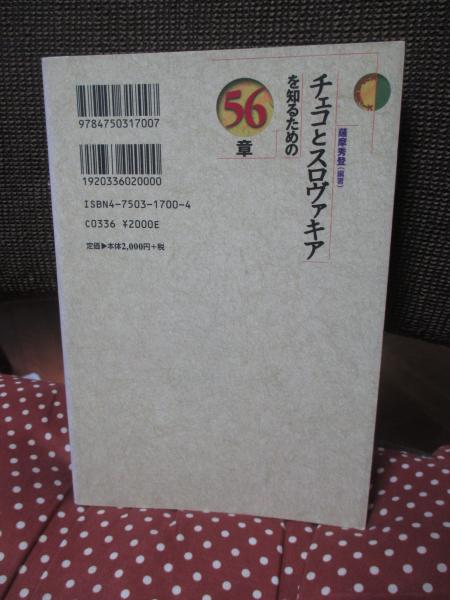 チェコとスロヴァキア
を知るための
56
章
薩摩秀登(編著)
9784750317007
1920336020000
ISBN4-7503-1700-4
C0336 ¥2000E
定価▶本体2,000円+税